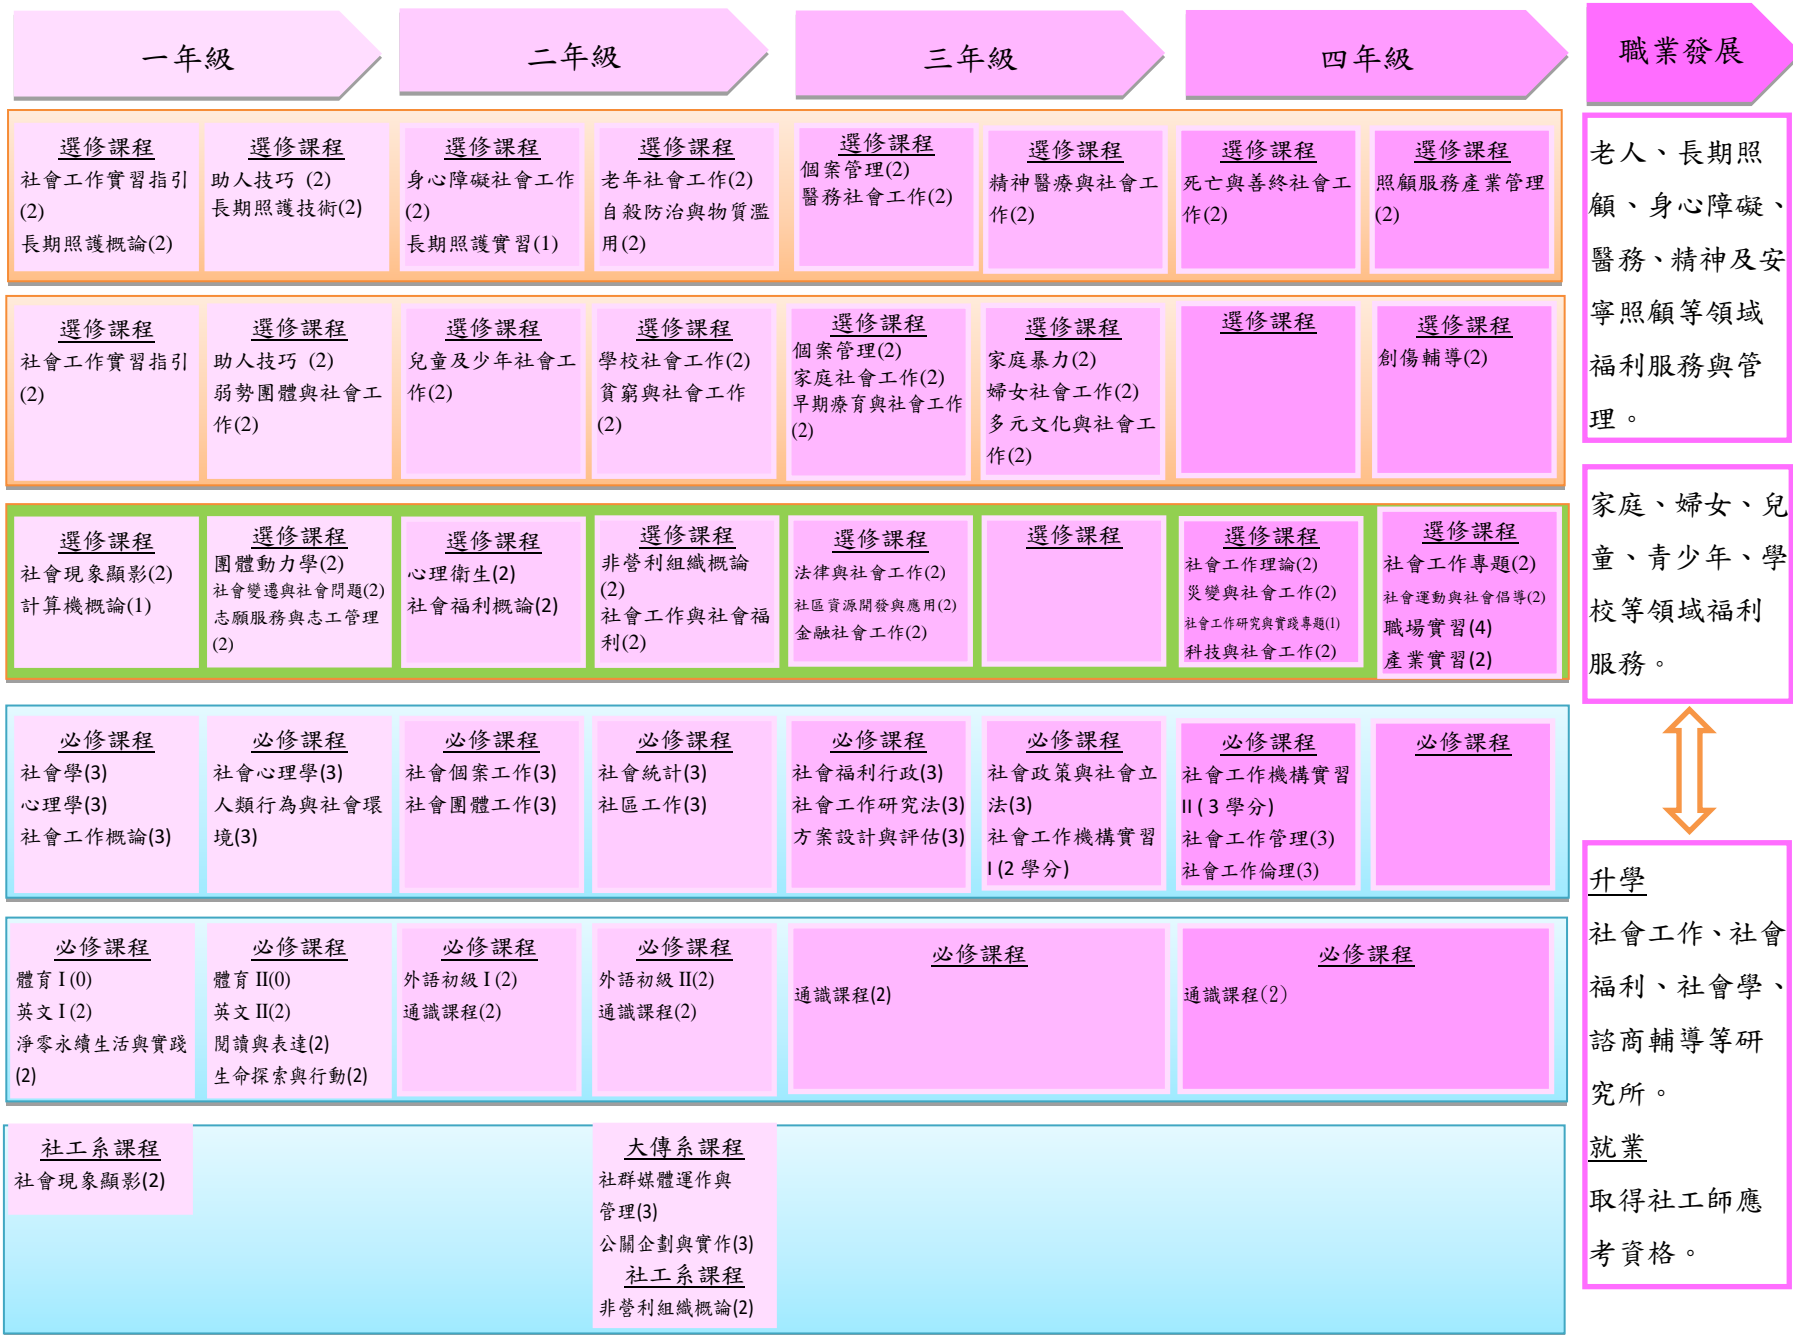 一年級
二年級
三年級
四年級
職業發展
選修課程
社會工作實習指引
(2)
長期照護概論(2)
選修課程
助人技巧 (2)
長期照護技術(2)
選修課程
身心障礙社會工作
(2)
長期照護實習(1)
選修課程
老年社會工作(2)
自殺防治與物質濫
用(2)
選修課程
個案管理(2)
醫務社會工作(2)
選修課程
精神醫療與社會工
作(2)
選修課程
死亡與善終社會工
作(2)
選修課程
照顧服務產業管理
(2)
老人、長期照
顧、身心障礙、
醫務、精神及安
寧照顧等領域
福利服務與管
理。
選修課程
社會工作實習指引
(2)
選修課程
助人技巧 (2)
弱勢團體與社會工
作(2)
選修課程
兒童及少年社會工
作(2)
選修課程
學校社會工作(2)
貧窮與社會工作
(2)
選修課程
個案管理(2)
家庭社會工作(2)
早期療育與社會工作
(2)
選修課程
家庭暴力(2)
婦女社會工作(2)
多元文化與社會工
作(2)
選修課程
選修課程
創傷輔導(2)
家庭、婦女、兒
童、青少年、學
校等領域福利
服務。
選修課程
社會現象顯影(2)
計算機概論(1)
選修課程
團體動力學(2)
社會變遷與社會問題(2)
志願服務與志工管理
(2)
選修課程
心理衛生(2)
社會福利概論(2)
選修課程
非營利組織概論
(2)
社會工作與社會福
利(2)
選修課程
法律與社會工作(2)
社區資源開發與應用(2)
金融社會工作(2)
選修課程
選修課程
社會工作理論(2)
災變與社會工作(2)
社會工作研究與實踐專題(1)
科技與社會工作(2)
選修課程
社會工作專題(2)
社會運動與社會倡導(2)
職場實習(4)
產業實習(2)
必修課程
社會學(3)
心理學(3)
社會工作概論(3)
必修課程
社會心理學(3)
人類行為與社會環
境(3)
必修課程
社會個案工作(3)
社會團體工作(3)
必修課程
社會統計(3)
社區工作(3)
必修課程
社會福利行政(3)
社會工作研究法(3)
方案設計與評估(3)
必修課程
社會政策與社會立
法(3)
社會工作機構實習
I (2 學分)
必修課程
社會工作機構實習
II ( 3 學分)
社會工作管理(3)
社會工作倫理(3)
必修課程
必修課程
體育 I (0)
英文 I (2)
淨零永續生活與實踐
(2)
必修課程
體育 II(0)
英文 II(2)
閱讀與表達(2)
生命探索與行動(2)
必修課程
外語初級 I (2)
通識課程(2)
必修課程
外語初級 II(2)
通識課程(2)
必修課程
通識課程(2)
必修課程
通識課程(2)
升學
社會工作、社會
福利、社會學、
諮商輔導等研
究所。
就業
取得社工師應
考資格。
社工系課程
社會現象顯影(2)
大傳系課程
社群媒體運作與
管理(3)
公關企劃與實作(3)
社工系課程
非營利組織概論(2)